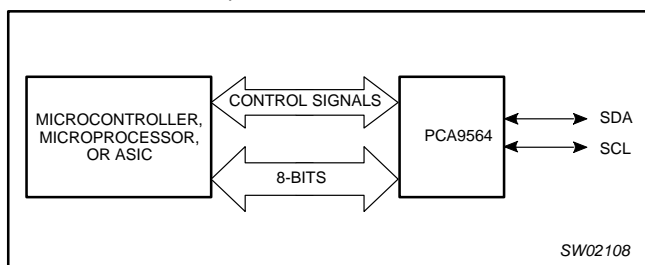 CONTROL SIGNALS
MICROCONTROLLER,
MICROPROCESSOR,
OR ASIC
PCA9564
SDA
SCL
8-BITS
SW02108